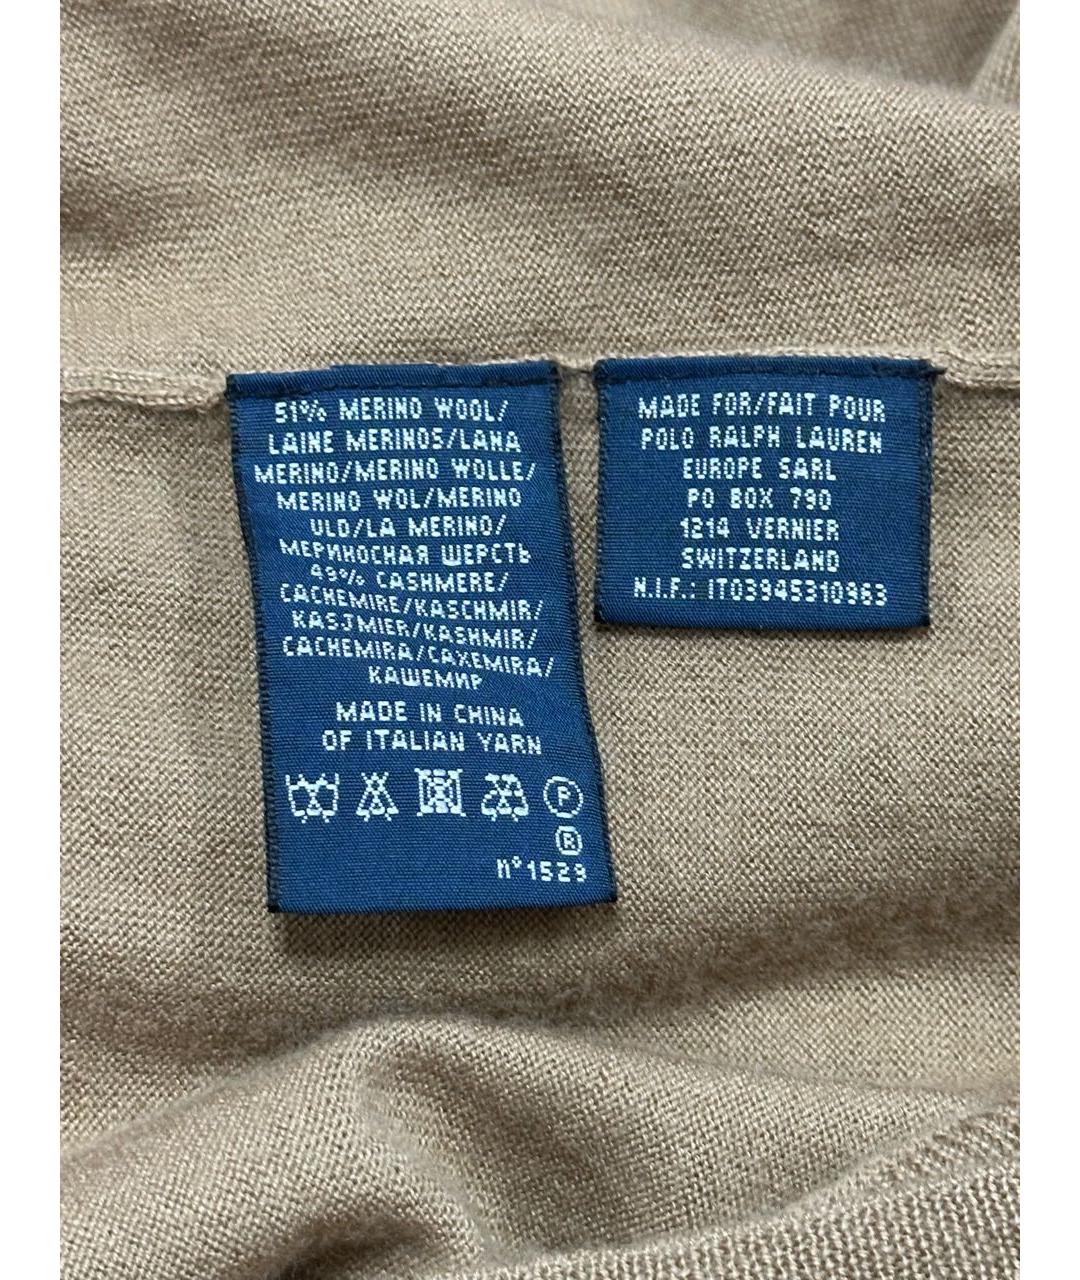 51% MERINO WOOL/
LAINE MERINOS/LANA
MERINO/MERINO WOLLE/
MERINO WOL/MERINO
ULD/LA MERINO/
МЕРИНОСНАЯ ШЕРСТЬ
49% CASHMERE/
CACHEMIRE/KASCHMIR/
KASJMIER/KASHMIR/
CACHEMIRA/CAXEMIRA/
КАШЕМИР
MADE IN CHINA
OF ITALIAN YARN
P
®
n°1529
MADE FOR/FAIT POUR
POLO RALPH LAUREN
EUROPE SARL
PO BOX 790
1214 VERNIER
SWITZERLAND
N.I.F.: IT03945310963